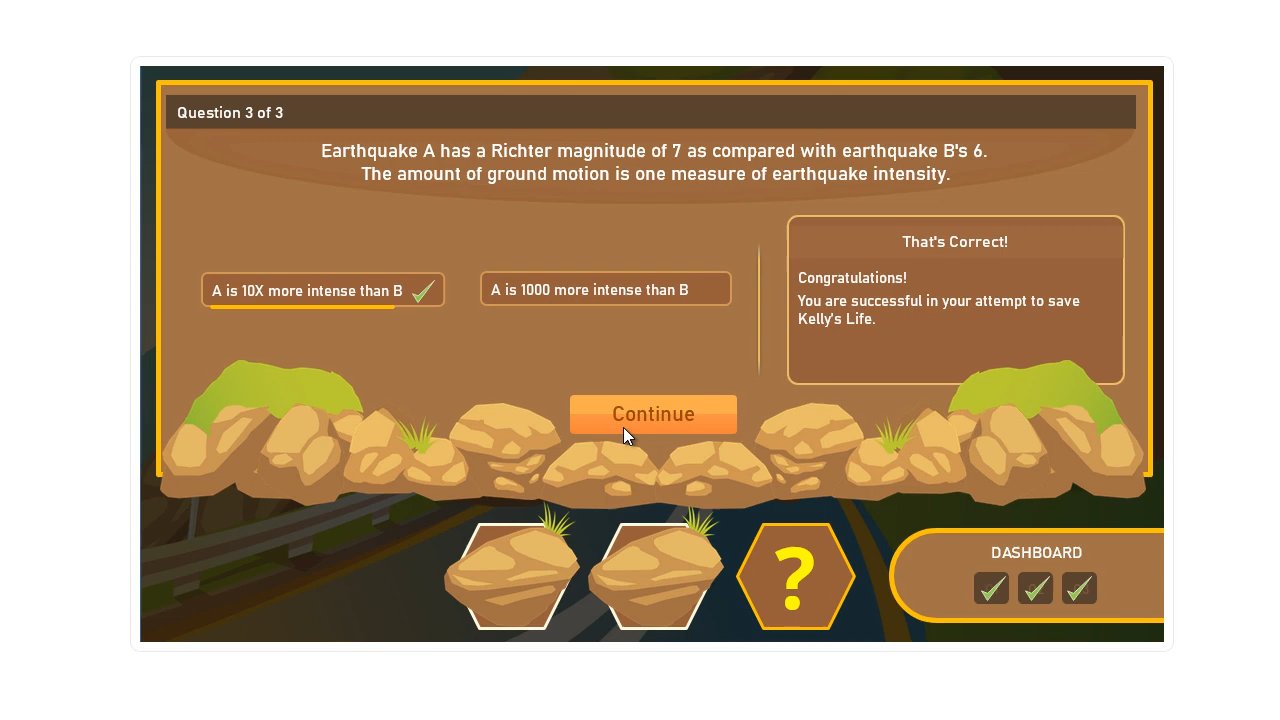 Question 3 of 3
Earthquake A has a Richter magnitude of 7 as compared with earthquake B's 6.
The amount of ground motion is one measure of earthquake intensity.
A is 10X more intense than B
A is 1000 more intense than B
That's Correct!
Congratulations!
You are successful in your attempt to save
Kelly's Life.
Continue
?
DASHBOARD